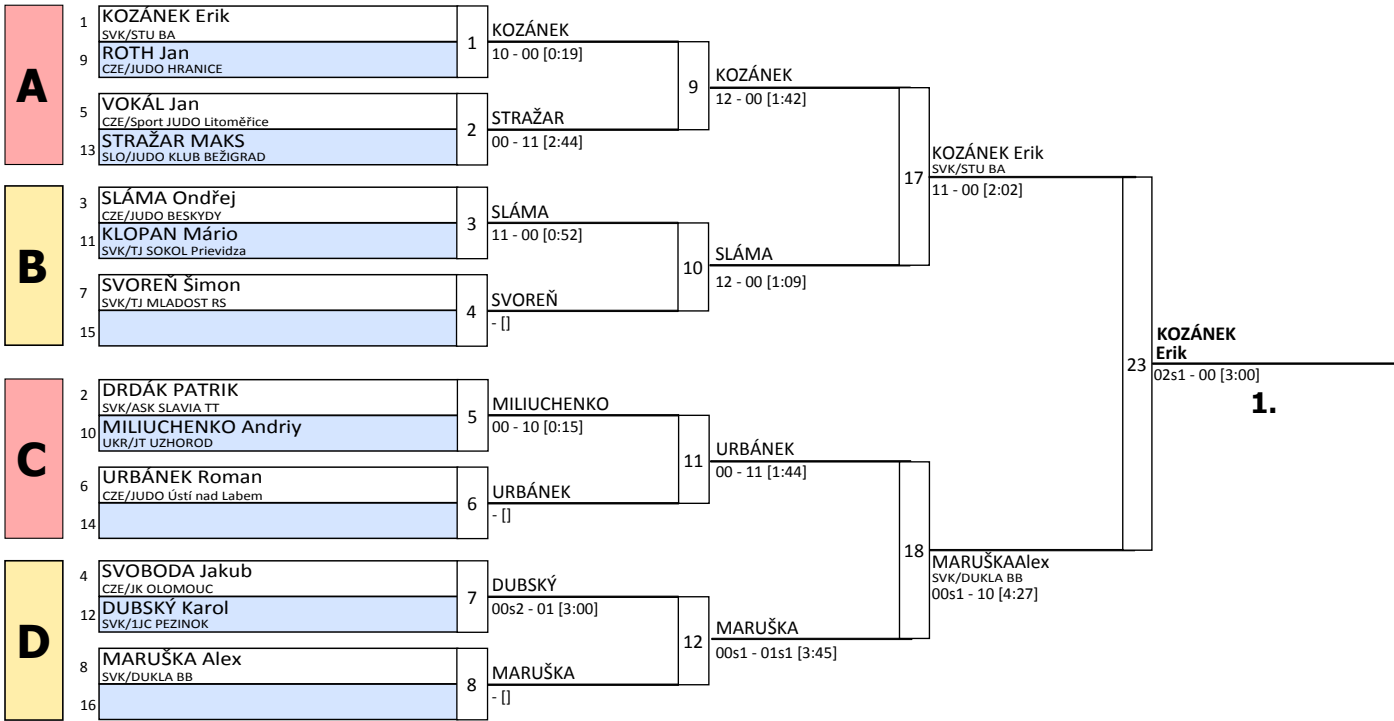 A
1 KOZÁNEK Erik
SVK/STU BA
9 ROTH Jan
CZE/JUDO HRANICE
1
KOZÁNEK
10 - 00 [0:19]
5 VOKÁL Jan
CZE/Sport JUDO Litoměřice
13 STRAŽAR MAKS
SLO/JUDO KLUB BEŽIGRAD
2
STRAŽAR
00 - 11 [2:44]
9
KOZÁNEK
12 - 00 [1:42]
B
3 SLÁMA Ondřej
CZE/JUDO BESKYDY
11 KLOPAN Mário
SVK/TJ SOKOL Prievidza
3
SLÁMA
11 - 00 [0:52]
7 SVOREŇ Šimon
SVK/TJ MLADOST RS
15
4
SVOREŇ
- []
10
SLÁMA
12 - 00 [1:09]
17
KOZÁNEK Erik
SVK/STU BA
11 - 00 [2:02]
C
2 DRDÁK PATRIK
SVK/ASK SLAVIA TT
10 MILIUCHENKO Andriy
UKR/JT UZHOROD
5
MILIUCHENKO
00 - 10 [0:15]
6 URBÁNEK Roman
CZE/JUDO Ústí nad Labem
14
6
URBÁNEK
- []
11
URBÁNEK
00 - 11 [1:44]
D
4 SVOBODA Jakub
CZE/JK OLOMOUC
12 DUBSKÝ Karol
SVK/1JC PEZINOK
7
DUBSKÝ
00s2 - 01 [3:00]
8 MARUŠKA Alex
SVK/DUKLA BB
16
8
MARUŠKA
- []
12
MARUŠKA
00s1 - 01s1 [3:45]
18
MARUŠKAAlex
SVK/DUKLA BB
00s1 - 10 [4:27]
23
KOZÁNEK
Erik
02s1 - 00 [3:00]
1.